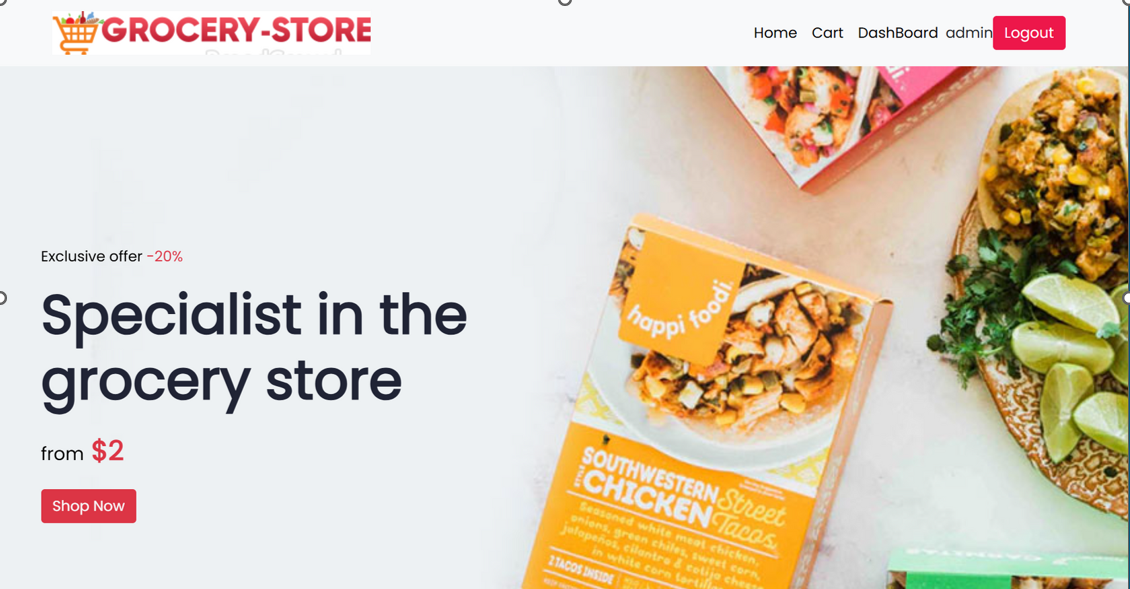 GROCERY-STORE
Home Cart DashBoard admin Logout
Exclusive offer -20%
Specialist in the
grocery store
from $2
Shop Now
happi foodi.
STYLE
SOUTHWESTERN
CHICKEN
Street
Tacos
Seasoned white meat chicken,
onions, green chiles, sweet corn,
jalapeños, cilantro & cotija cheese
in white corn tortillas
2 TACOS INSIDE